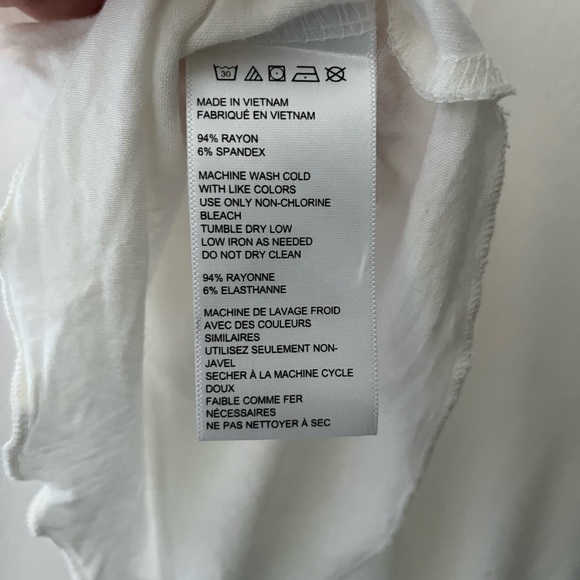 30
MADE IN VIETNAM
FABRIQUÉ EN VIETNAM
94% RAYON
6% SPANDEX
MACHINE WASH COLD
WITH LIKE COLORS
USE ONLY NON-CHLORINE
BLEACH
TUMBLE DRY LOW
LOW IRON AS NEEDED
DO NOT DRY CLEAN
94% RAYONNE
6% ELASTHANNE
MACHINE DE LAVAGE FROID
AVEC DES COULEURS
SIMILAIRES
UTILISEZ SEULEMENT NON-
JAVEL
SECHER À LA MACHINE CYCLE
DOUX
FAIBLE COMME FER
NÉCESSAIRES
NE PAS NETTOYER À SEC